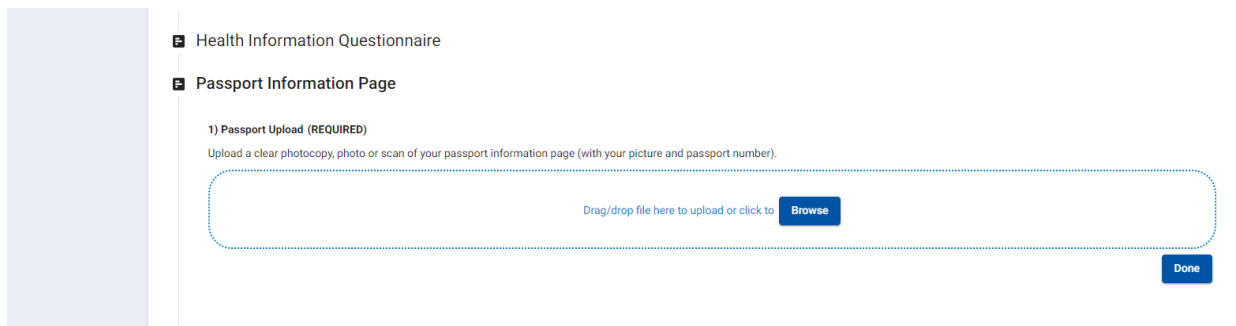 Health Information Questionnaire
Passport Information Page
1) Passport Upload (REQUIRED)
Upload a clear photocopy, photo or scan of your passport information page (with your picture and passport number).
Drag/drop file here to upload or click to Browse
Done